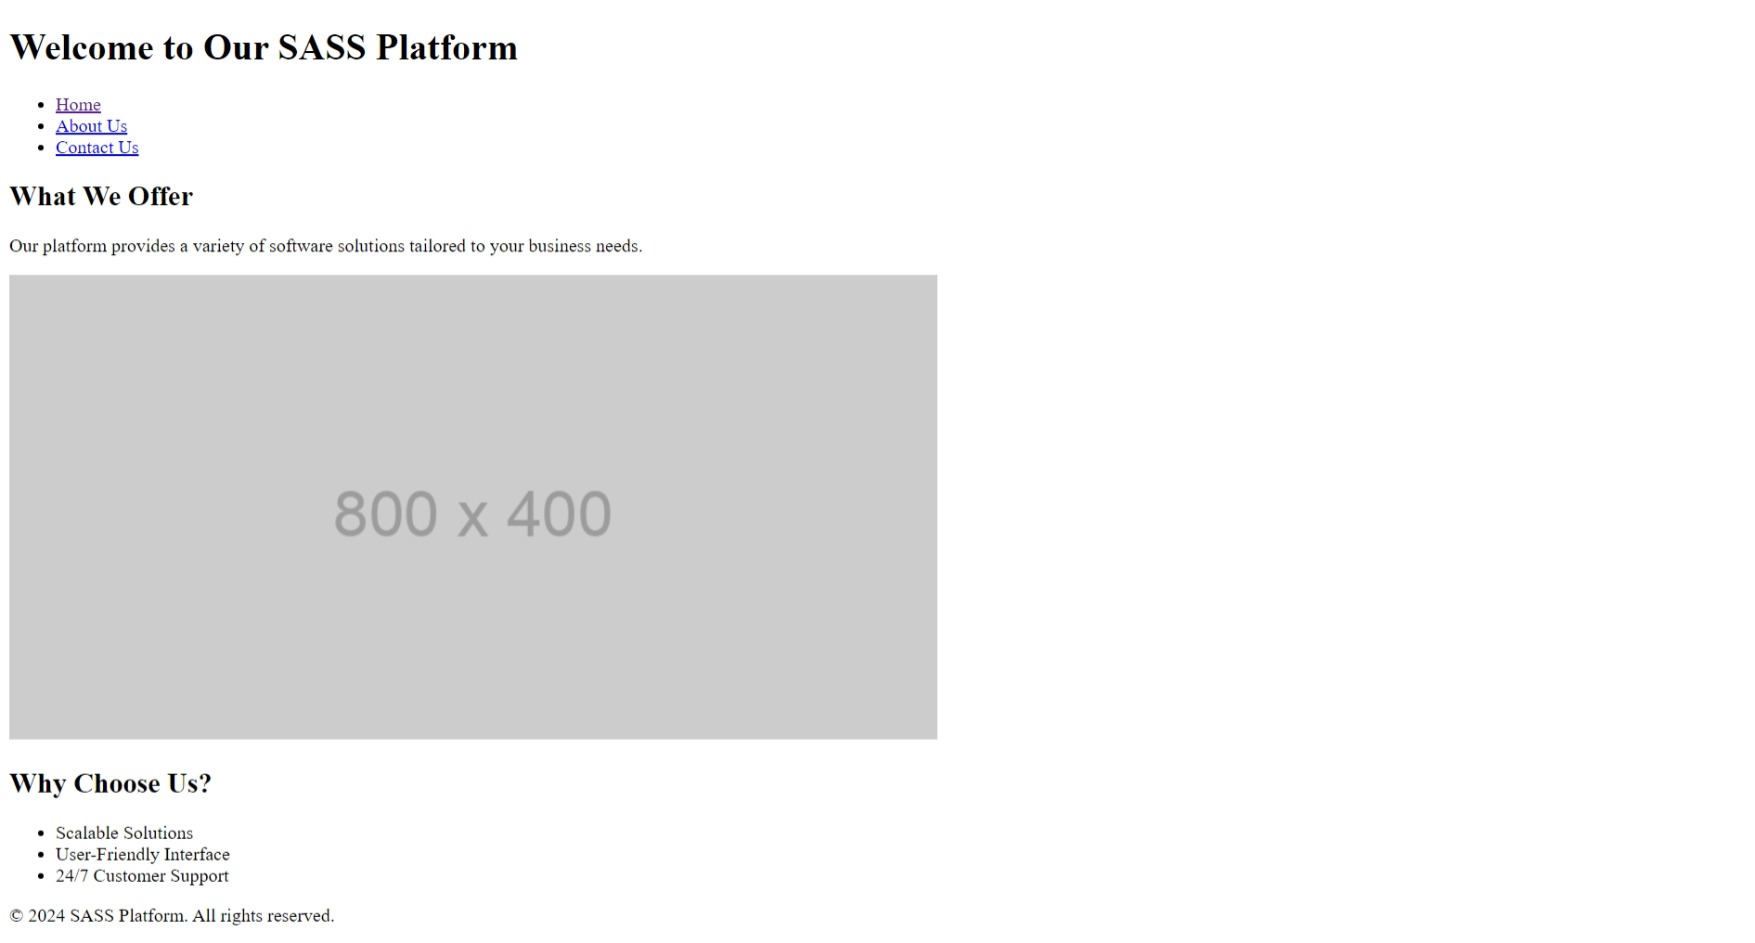 Welcome to Our SASS Platform
Home
About Us
Contact Us
What We Offer
Our platform provides a variety of software solutions tailored to your business needs.
800 x 400
Why Choose Us?
Scalable Solutions
User-Friendly Interface
24/7 Customer Support
© 2024 SASS Platform. All rights reserved.